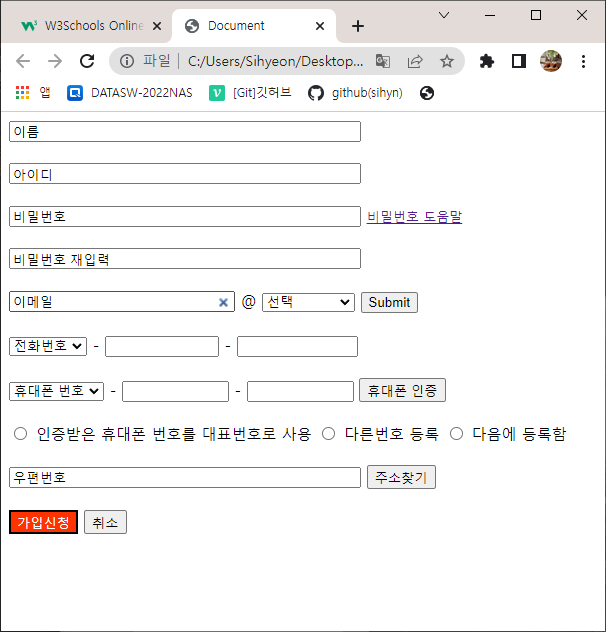 W3Schools Online
Document
파일 | C:/Users/Sihyeon/Desktop...
앱 DATASW-2022NAS [Git]깃허브 github(sihyn)
이름
아이디
비밀번호 비밀번호 도움말
비밀번호 재입력
이메일 @ 선택 Submit
전화번호 - -
휴대폰 번호 - - 휴대폰 인증
인증받은 휴대폰 번호를 대표번호로 사용 다른번호 등록 다음에 등록함
우편번호 주소찾기
가입신청 취소